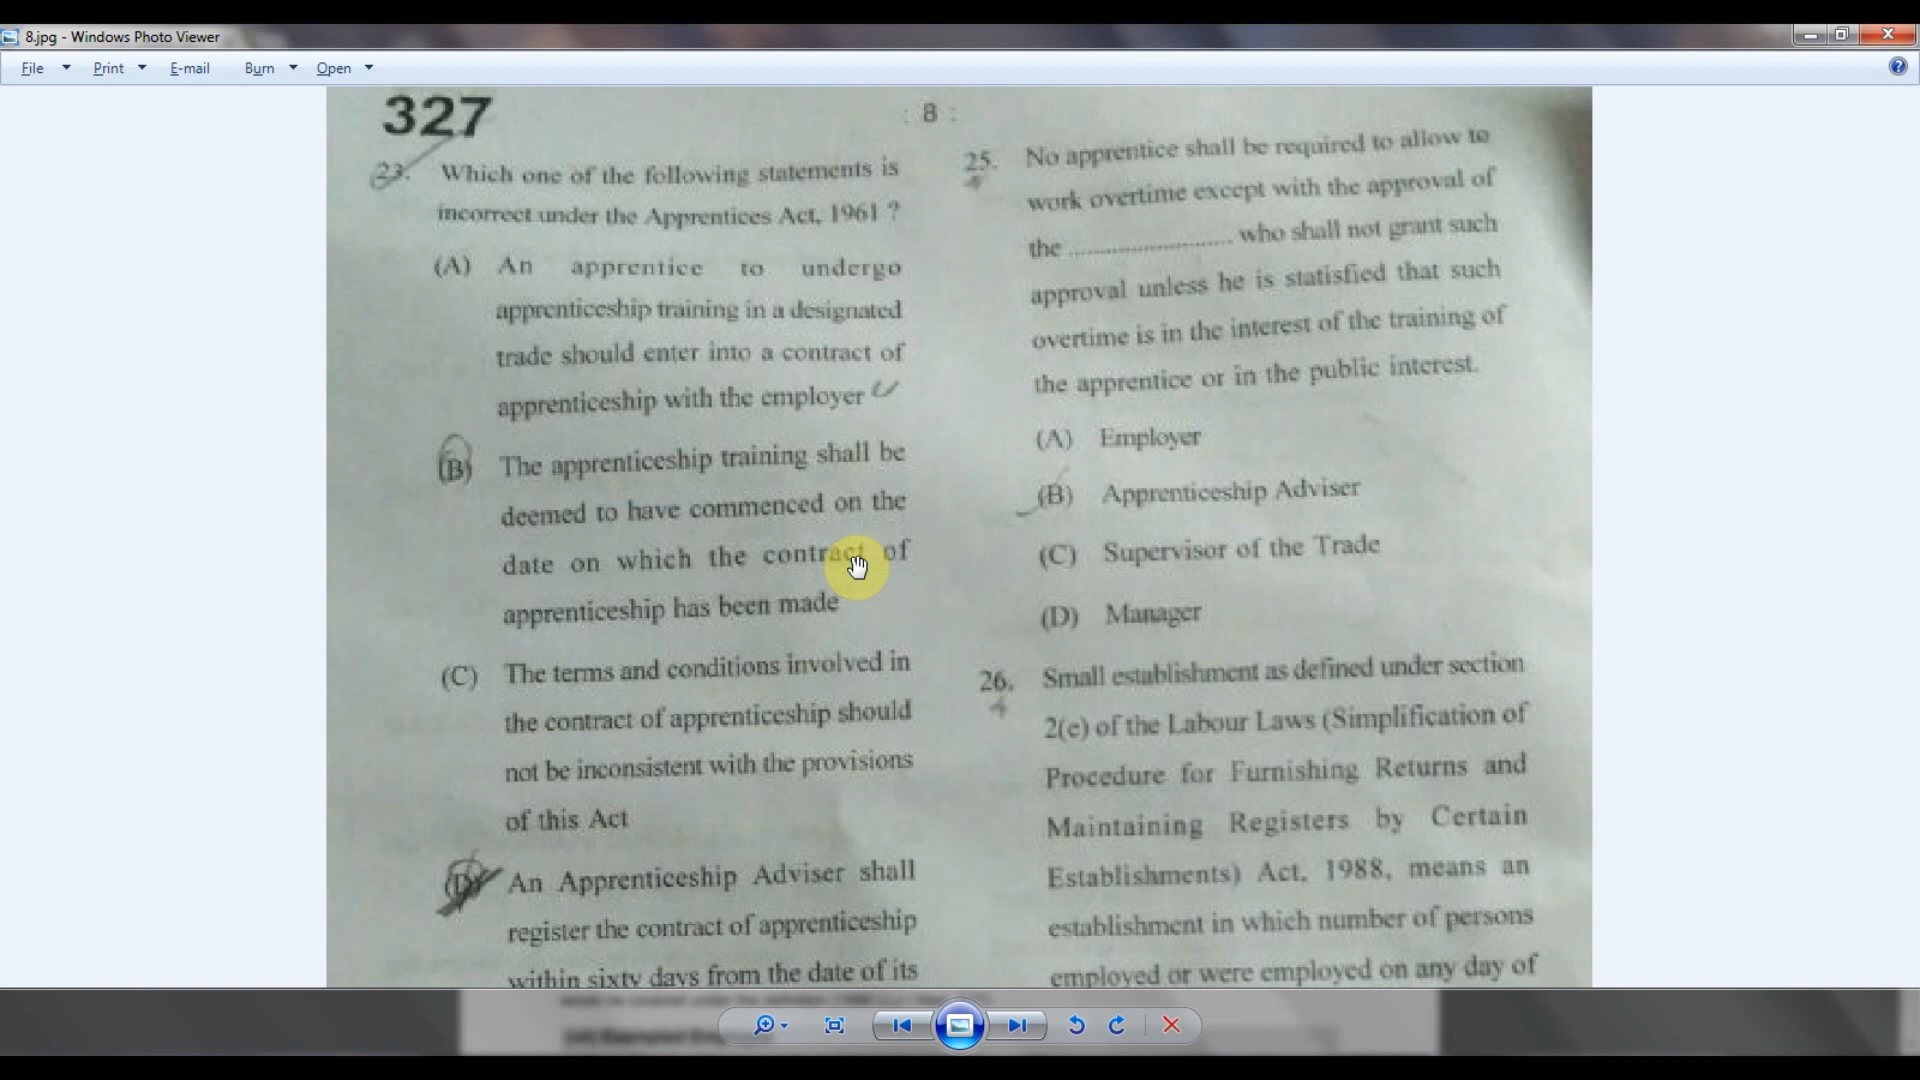 8.jpg - Windows Photo Viewer
File Print E-mail Burn Open
327
: 8 :
23. Which one of the following statements is
incorrect under the Apprentices Act, 1961 ?
(A) An apprentice to undergo
apprenticeship training in a designated
trade should enter into a contract of
apprenticeship with the employer
(B) The apprenticeship training shall be
deemed to have commenced on the
date on which the contract of
apprenticeship has been made
(C) The terms and conditions involved in
the contract of apprenticeship should
not be inconsistent with the provisions
of this Act
(D) An Apprenticeship Adviser shall
register the contract of apprenticeship
within sixty days from the date of its
25. No apprentice shall be required to allow to
work overtime except with the approval of
the .......................... who shall not grant such
approval unless he is statisfied that such
overtime is in the interest of the training of
the apprentice or in the public interest.
(A) Employer
(B) Apprenticeship Adviser
(C) Supervisor of the Trade
(D) Manager
26. Small establishment as defined under section
2(e) of the Labour Laws (Simplification of
Procedure for Furnishing Returns and
Maintaining Registers by Certain
Establishments) Act, 1988, means an
establishment in which number of persons
employed or were employed on any day of